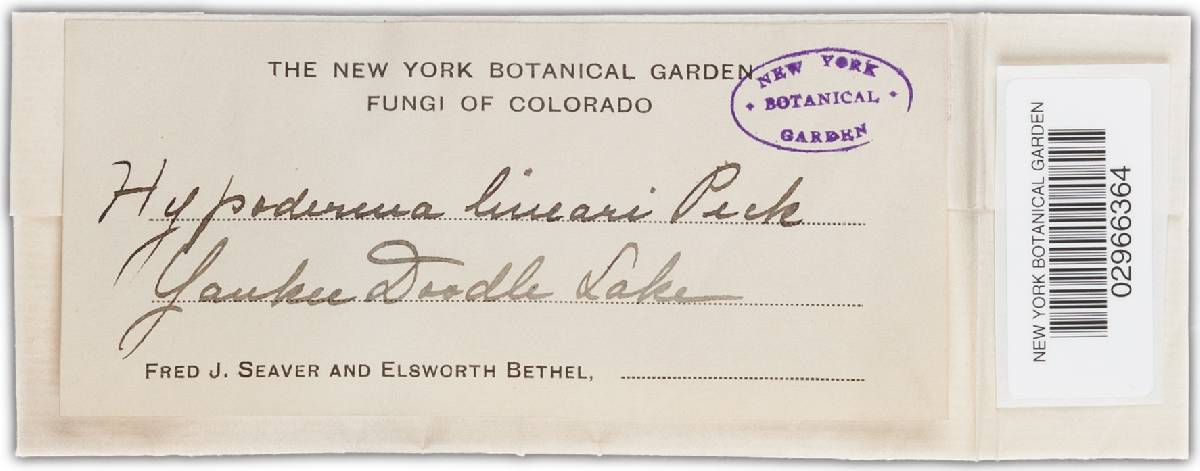 THE NEW YORK BOTANICAL GARDEN
FUNGI OF COLORADO
NEW YORK
BOTANICAL
GARDEN
Hypoderma lineari Peck
Yankee Doodle Lake
FRED J. SEAVER AND ELSWORTH BETHEL,
NEW YORK BOTANICAL GARDEN
02966364